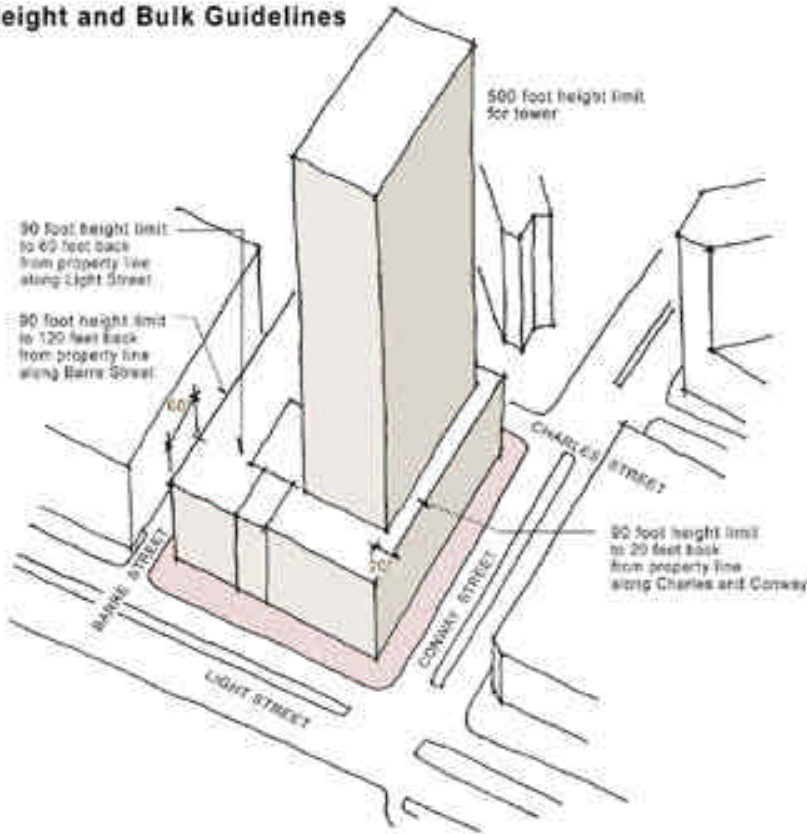 eight and Bulk Guidelines
500 foot height limit
for tower
90 foot height limit
to 60 feet back
from property line
along Light Street
90 foot height limit
to 120 feet back
from property line
along Barre Street
60'
CHARLES STREET
90 foot height limit
to 20 feet back
from property line
along Charles and Conway
20'
BARRE STREET
CONWAY STREET
LIGHT STREET